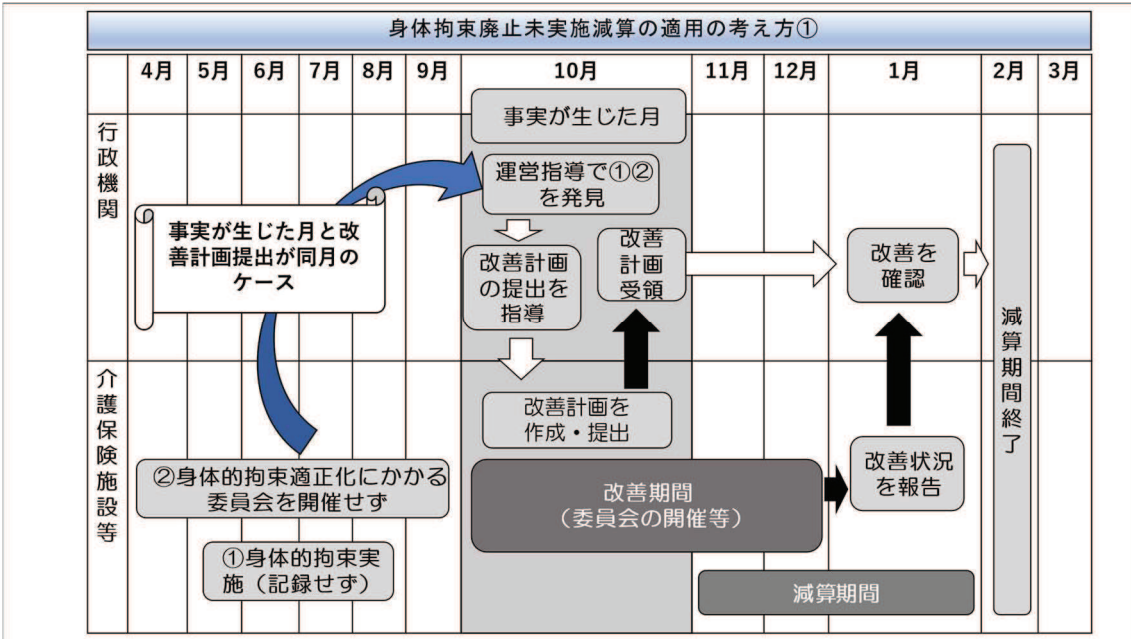 身体拘束廃止未実施減算の適用の考え方①
4月 5月 6月 7月 8月 9月 10月 11月 12月 1月 2月 3月
行政機関
事実が生じた月
運営指導で①②
を発見
事実が生じた月と改
善計画提出が同月の
ケース
改善計画
の提出を
指導
改善
計画
受領
改善を
確認
減算期間終了
介護保険施設等
改善計画を
作成・提出
②身体的拘束適正化にかかる
委員会を開催せず
改善期間
（委員会の開催等）
改善状況
を報告
①身体的拘束実
施（記録せず）
減算期間